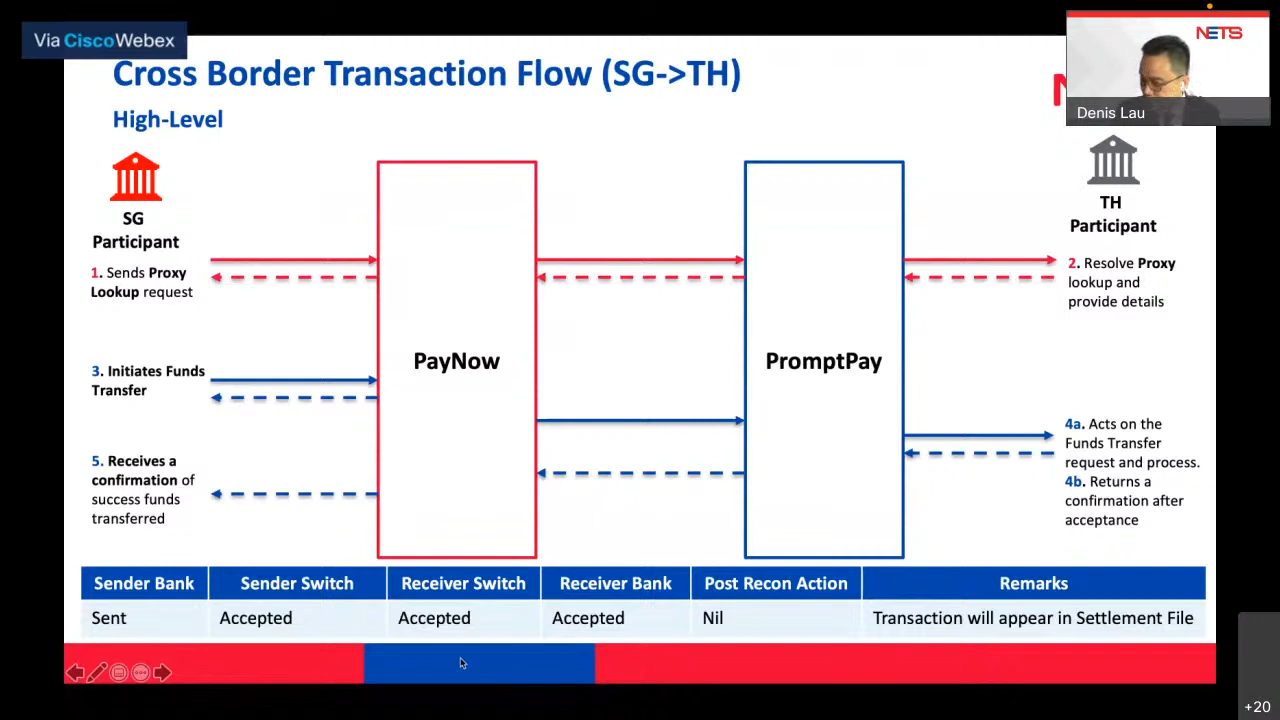 Via Cisco Webex
NETS
Denis Lau
Cross Border Transaction Flow (SG->TH)
High-Level
SG
Participant
TH
Participant
1. Sends Proxy
Lookup request
2. Resolve Proxy
lookup and
provide details
PayNow
PromptPay
3. Initiates Funds
Transfer
4a. Acts on the
Funds Transfer
request and process.
4b. Returns a
confirmation after
acceptance
5. Receives a
confirmation of
success funds
transferred
Sender Bank Sender Switch Receiver Switch Receiver Bank Post Recon Action Remarks
Sent Accepted Accepted Accepted Nil Transaction will appear in Settlement File
+20